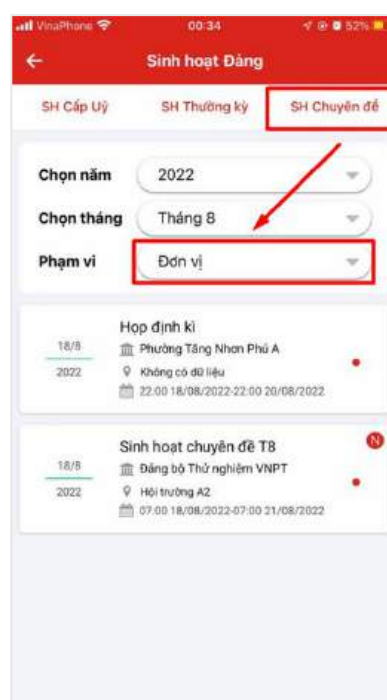 VinaPhone 00:34 52%
Sinh hoạt Đảng
SH Cấp Uỷ SH Thường kỳ SH Chuyên đề
Chọn năm 2022
Chọn tháng Tháng 8
Phạm vi Đơn vị
Họp định kì
18/8 Phường Tăng Nhơn Phú A
2022 Không có dữ liệu
22:00 18/08/2022-22:00 20/08/2022
Sinh hoạt chuyên đề T8 N
18/8 Đảng bộ Thử nghiệm VNPT
2022 Hội trường A2
07:00 18/08/2022-07:00 21/08/2022